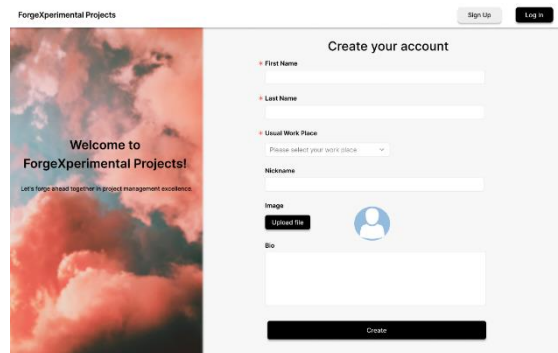 ForgeXperimental Projects
Sign Up
Log in
Create your account
* First Name
* Last Name
* Usual Work Place
Please select your work place
Nickname
Image
Upload file
Bio
Create
Welcome to
ForgeXperimental Projects!
Let's forge ahead together in project management excellence.